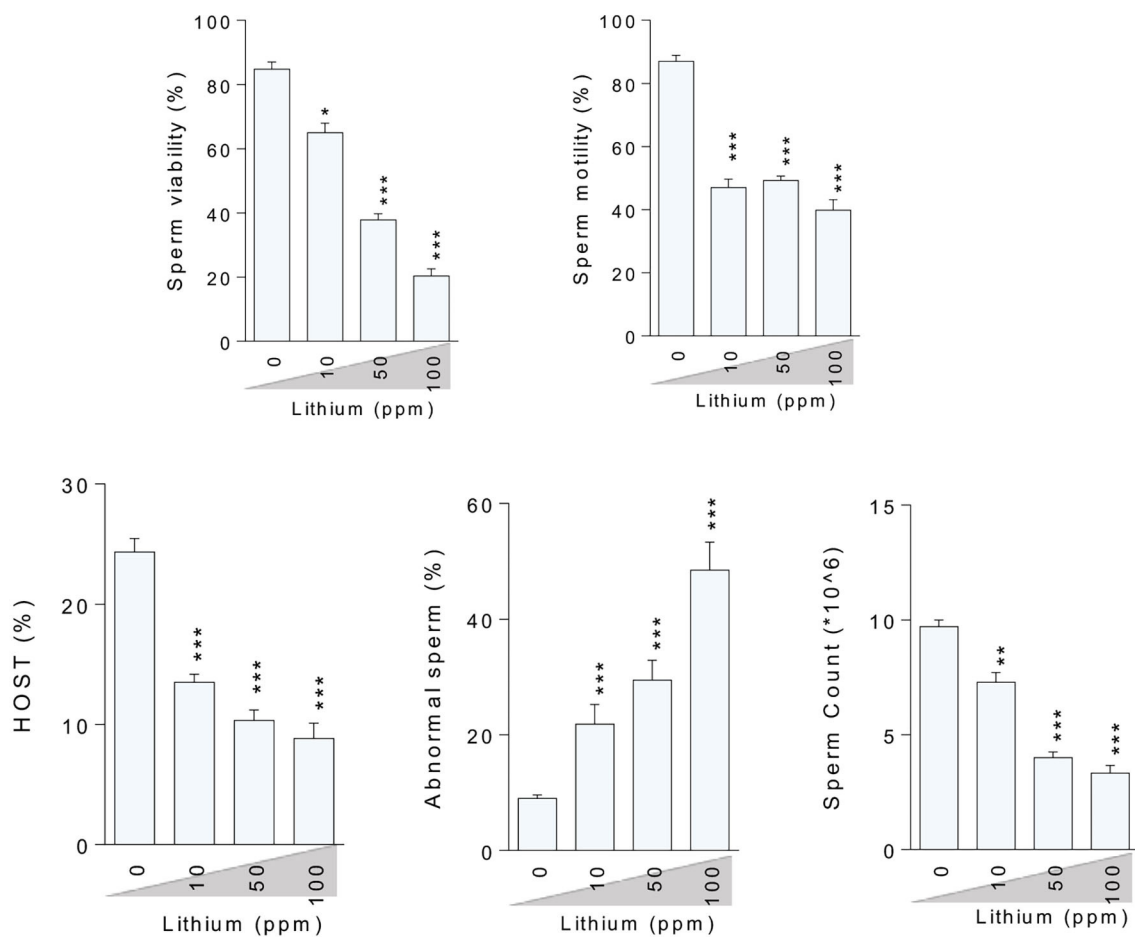 Sperm viability (%)
100
80
60
40
20
0
*
***
***
0 10 50 100
Lithium (ppm)
Sperm motility (%)
100
80
60
40
20
0
***
***
***
0 10 50 100
Lithium (ppm)
HOST (%)
30
20
10
0
***
***
***
0 10 50 100
Lithium (ppm)
Abnormal sperm (%)
60
40
20
0
***
***
***
0 10 50 100
Lithium (ppm)
Sperm Count (*10^6)
15
10
5
0
**
***
***
0 10 50 100
Lithium (ppm)